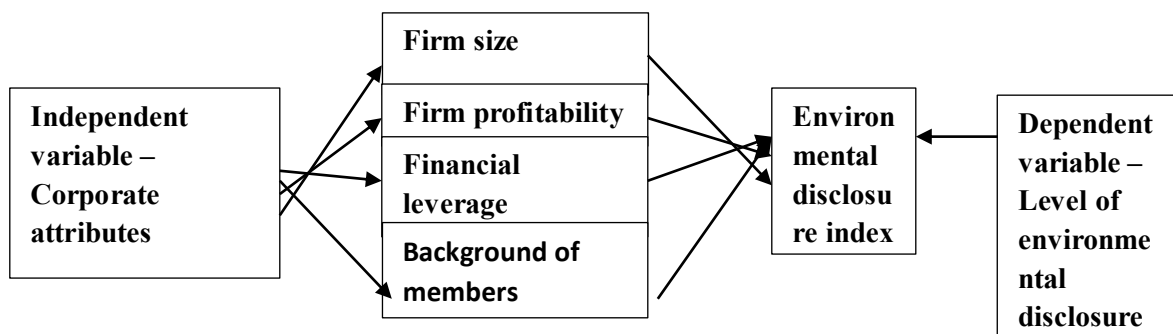 Independent
variable –
Corporate
attributes
Firm size
Firm profitability
Financial
leverage
Background of
members
Environ
mental
disclosu
re index
Dependent
variable –
Level of
environme
ntal
disclosure